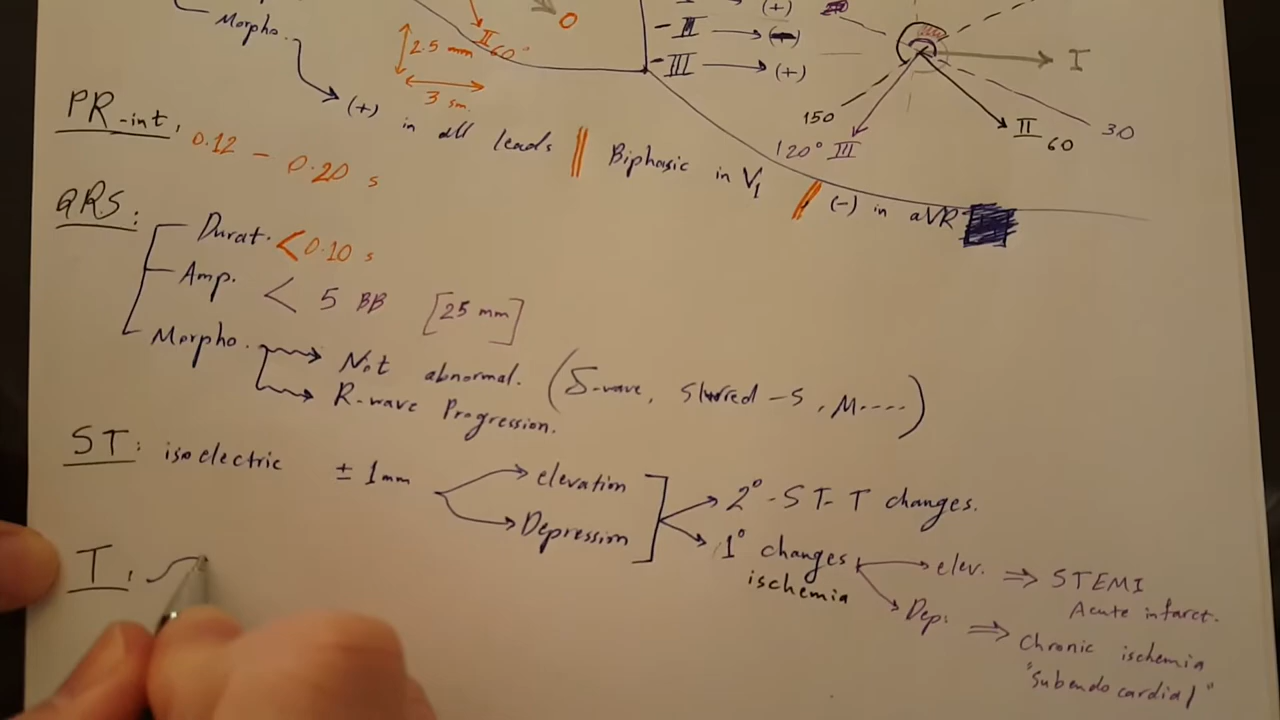 (+)
- II → (+)
- III → (+)
Morpho.
II 60°
0
2.5 mm
3 sm.
I
150
120° III
II 60
30
(+) in all leads || Biphasic in V1 // (-) in aVR
PR-int, 0.12 - 0.20 s
QRS:
Durat. < 0.10 s
Amp. < 5 BB [25 mm]
Morpho. → Not abnormal. (δ-wave, slurred -S, M.....)
→ R-wave Progression.
ST: isoelectric ± 1mm
elevation
Depression
2° - ST-T changes.
1° changes
ischemia
elev. ⇒ STEMI
Acute infarct.
Dep. ⇒ Chronic ischemia
"Subendocardial"
T,